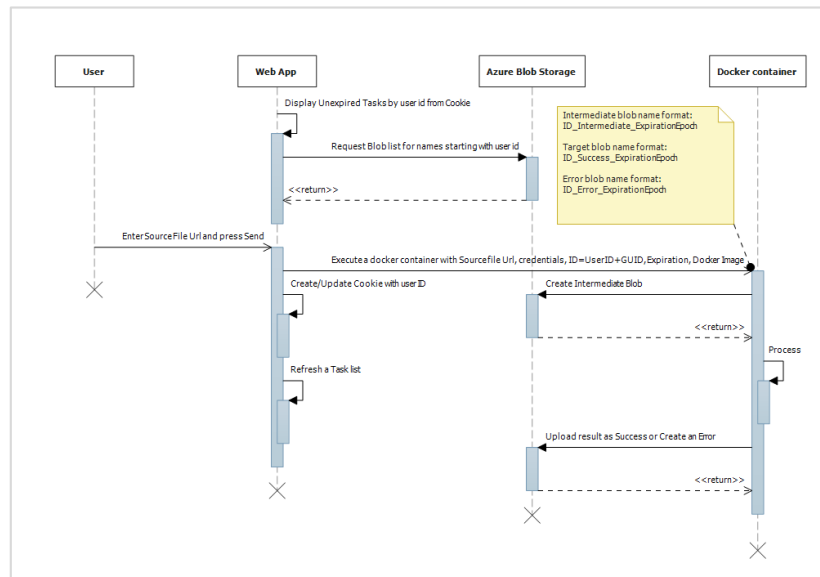 User
Web App
Azure Blob Storage
Docker container
Display Unexpired Tasks by user id from Cookie
Intermediate blob name format:
ID_Intermediate_ExpirationEpoch
Target blob name format:
ID_Success_ExpirationEpoch
Error blob name format:
ID_Error_ExpirationEpoch
Request Blob list for names starting with user id
<<return>>
Enter Source File Url and press Send
Execute a docker container with Source file Url, credentials, ID=UserID+GUID, Expiration, Docker Image
Create/Update Cookie with user ID
Create Intermediate Blob
<<return>>
Process
Refresh a Task list
Upload result as Success or Create an Error
<<return>>